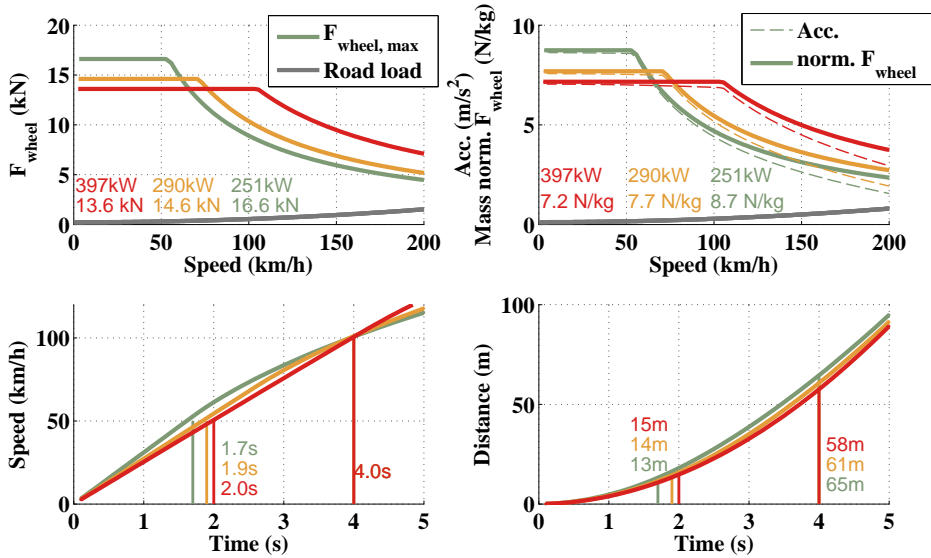 20
15
10
5
0
0 50 100 150 200
F wheel (kN)
Speed (km/h)
F wheel, max
Road load
397kW 290kW 251kW
13.6 kN 14.6 kN 16.6 kN
10
5
0
0 50 100 150 200
Acc. (m/s²)
Mass norm. F wheel (N/kg)
Speed (km/h)
Acc.
norm. F wheel
397kW 290kW 251kW
7.2 N/kg 7.7 N/kg 8.7 N/kg
100
50
0
0 1 2 3 4 5
Speed (km/h)
Time (s)
1.7s
1.9s
2.0s
4.0s
100
50
0
0 1 2 3 4 5
Distance (m)
Time (s)
15m
14m
13m
58m
61m
65m